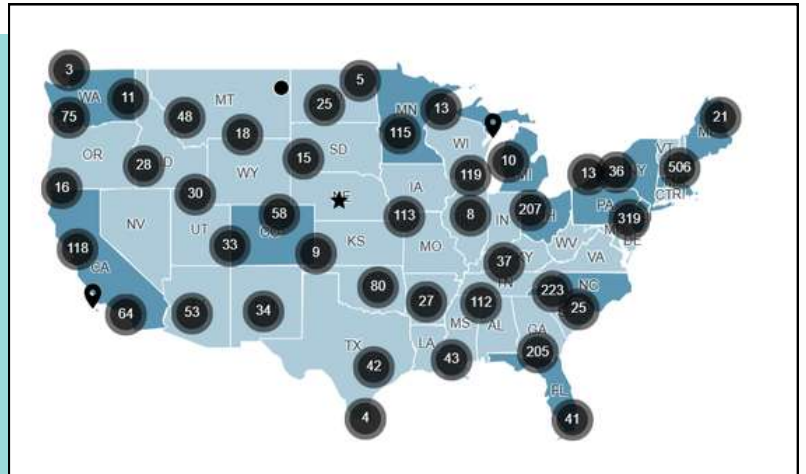 3
5
WA
11
MT
25
MN
13
21
75
48
18
115
VT
OR
28
15
SD
WI
10
13
36
506
WY
119
MI
CTRI
16
30
IA
PA
NV
58
113
8
IN
207
319
UT
33
KS
MO
WV
DE
118
9
37
VA
CA
80
27
112
223
NC
64
53
34
25
MS
AL
GA
TX
LA
43
205
42
FL
4
41